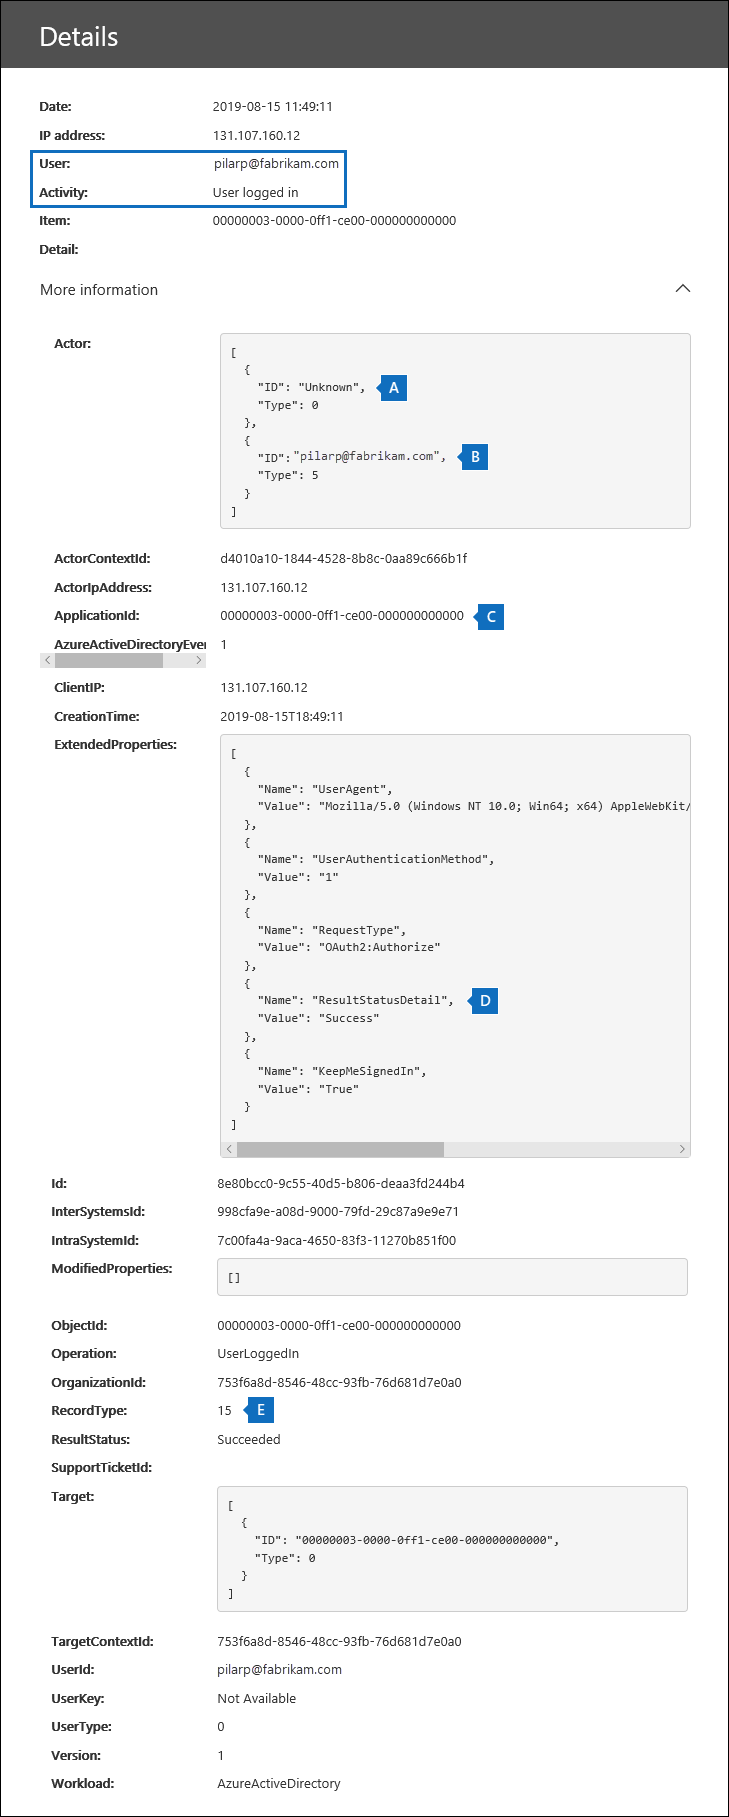 Details
Date: 2019-08-15 11:49:11
IP address: 131.107.160.12
User: pilarp@fabrikam.com
Activity: User logged in
Item: 00000003-0000-0ff1-ce00-000000000000
Detail:
More information
Actor:
[
{
"ID": "Unknown", A
"Type": 0
},
{
"ID":"pilarp@fabrikam.com", B
"Type": 5
}
]
ActorContextId: d4010a10-1844-4528-8b8c-0aa89c666b1f
ActorIpAddress: 131.107.160.12
ApplicationId: 00000003-0000-0ff1-ce00-000000000000 C
AzureActiveDirectoryEven 1
ClientIP: 131.107.160.12
CreationTime: 2019-08-15T18:49:11
ExtendedProperties:
[
{
"Name": "UserAgent",
"Value": "Mozilla/5.0 (Windows NT 10.0; Win64; x64) AppleWebKit/
},
{
"Name": "UserAuthenticationMethod",
"Value": "1"
},
{
"Name": "RequestType",
"Value": "OAuth2:Authorize"
},
{
"Name": "ResultStatusDetail", D
"Value": "Success"
},
{
"Name": "KeepMeSignedIn",
"Value": "True"
}
]
Id: 8e80bcc0-9c55-40d5-b806-deaa3fd244b4
InterSystemsId: 998cfa9e-a08d-9000-79fd-29c87a9e9e71
IntraSystemId: 7c00fa4a-9aca-4650-83f3-11270b851f00
ModifiedProperties: []
ObjectId: 00000003-0000-0ff1-ce00-000000000000
Operation: UserLoggedIn
OrganizationId: 753f6a8d-8546-48cc-93fb-76d681d7e0a0
RecordType: 15 E
ResultStatus: Succeeded
SupportTicketId:
Target:
[
{
"ID": "00000003-0000-0ff1-ce00-000000000000",
"Type": 0
}
]
TargetContextId: 753f6a8d-8546-48cc-93fb-76d681d7e0a0
UserId: pilarp@fabrikam.com
UserKey: Not Available
UserType: 0
Version: 1
Workload: AzureActiveDirectory